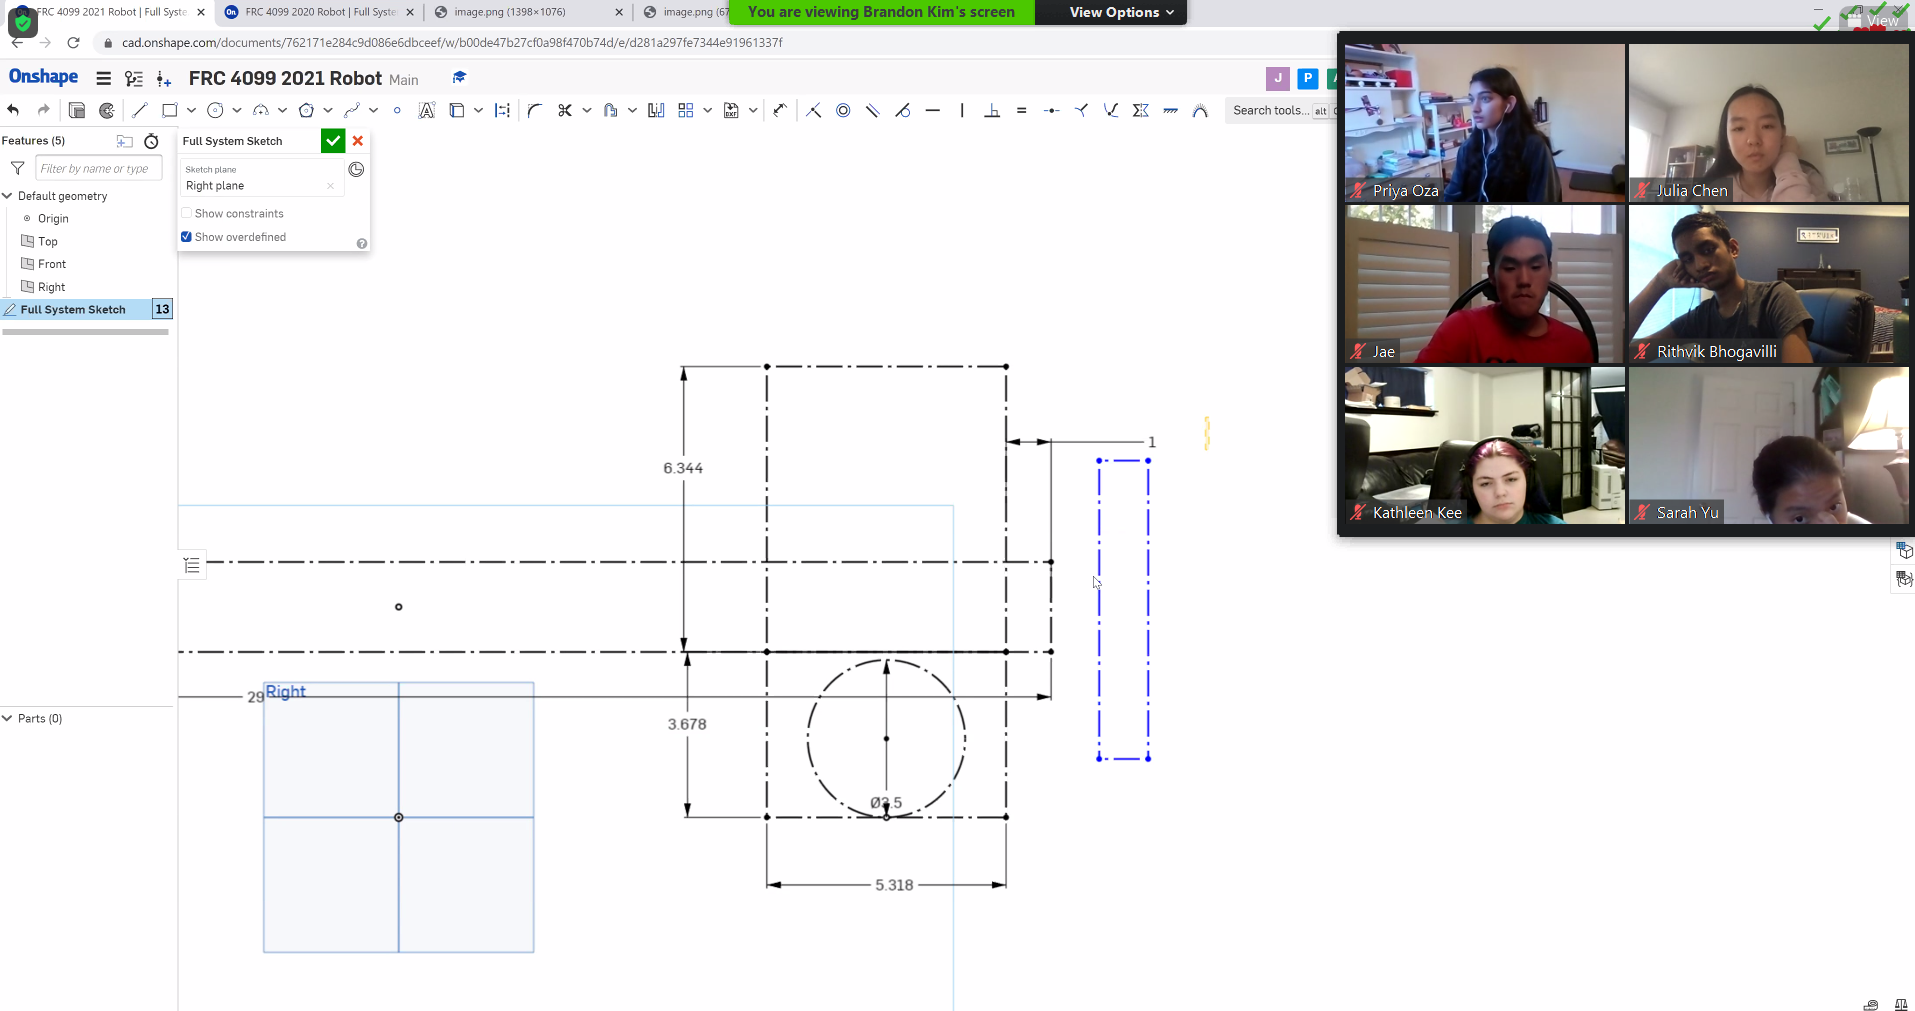 FRC 4099 2021 Robot | Full Syste
FRC 4099 2020 Robot | Full Syste
image.png (1398×1076)
image.png (67
You are viewing Brandon Kim's screen
View Options
View
cad.onshape.com/documents/762171e284c9d086e6dbceef/w/b00de47b27cf0a98f470b74d/e/d281a297fe7344e91961337f
Onshape
FRC 4099 2021 Robot Main
J
P
A
Search tools... alt
Features (5)
Full System Sketch
Filter by name or type
Sketch plane
Right plane
Default geometry
Show constraints
Origin
Show overdefined
Top
Front
Right
Full System Sketch 13
Parts (0)
6.344
1
29
Right
3.678
Ø3.5
5.318
Priya Oza
Julia Chen
Jae
Rithvik Bhogavilli
Kathleen Kee
Sarah Yu